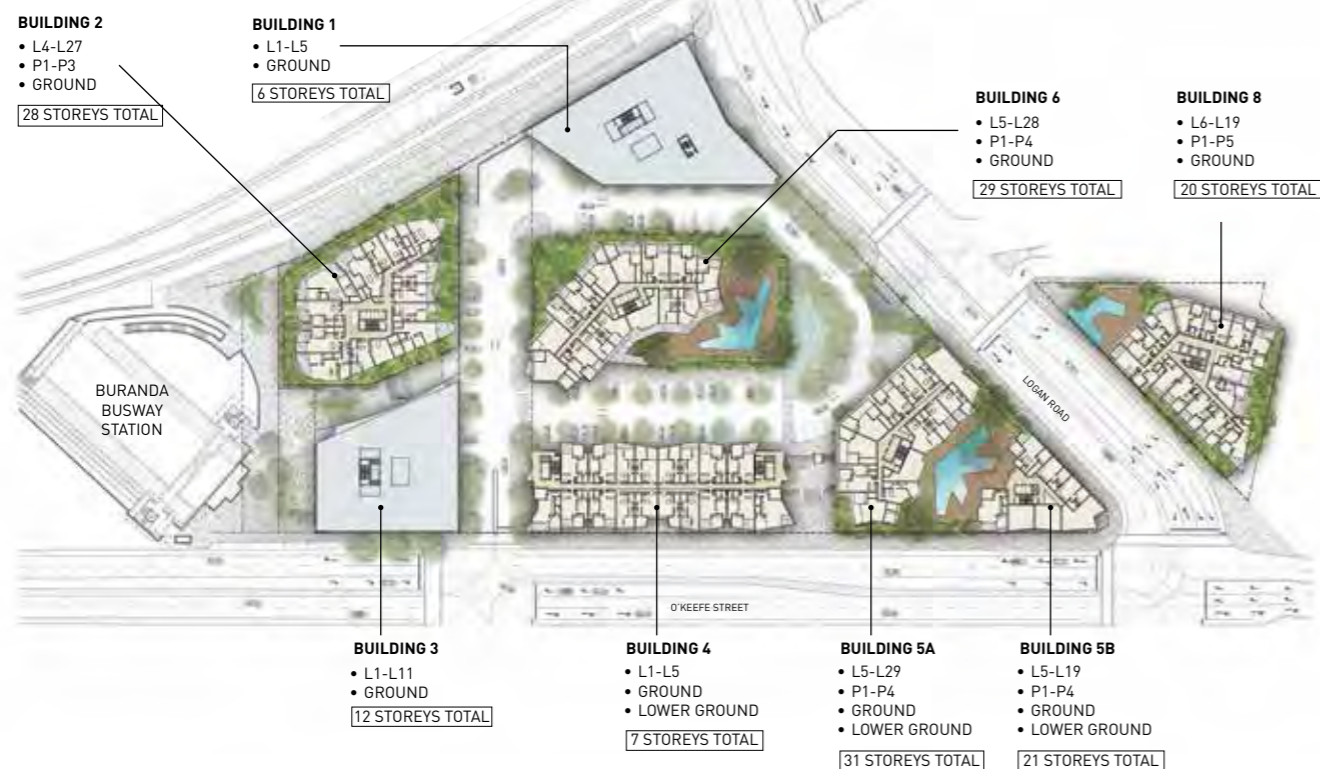 BUILDING 2
• L4-L27
• P1-P3
• GROUND
28 STOREYS TOTAL
BUILDING 1
• L1-L5
• GROUND
6 STOREYS TOTAL
BUILDING 6
• L5-L28
• P1-P4
• GROUND
29 STOREYS TOTAL
BUILDING 8
• L6-L19
• P1-P5
• GROUND
20 STOREYS TOTAL
BURANDA
BUSWAY
STATION
LOGAN ROAD
O'KEEFE STREET
BUILDING 3
• L1-L11
• GROUND
12 STOREYS TOTAL
BUILDING 4
• L1-L5
• GROUND
• LOWER GROUND
7 STOREYS TOTAL
BUILDING 5A
• L5-L29
• P1-P4
• GROUND
• LOWER GROUND
31 STOREYS TOTAL
BUILDING 5B
• L5-L19
• P1-P4
• GROUND
• LOWER GROUND
21 STOREYS TOTAL